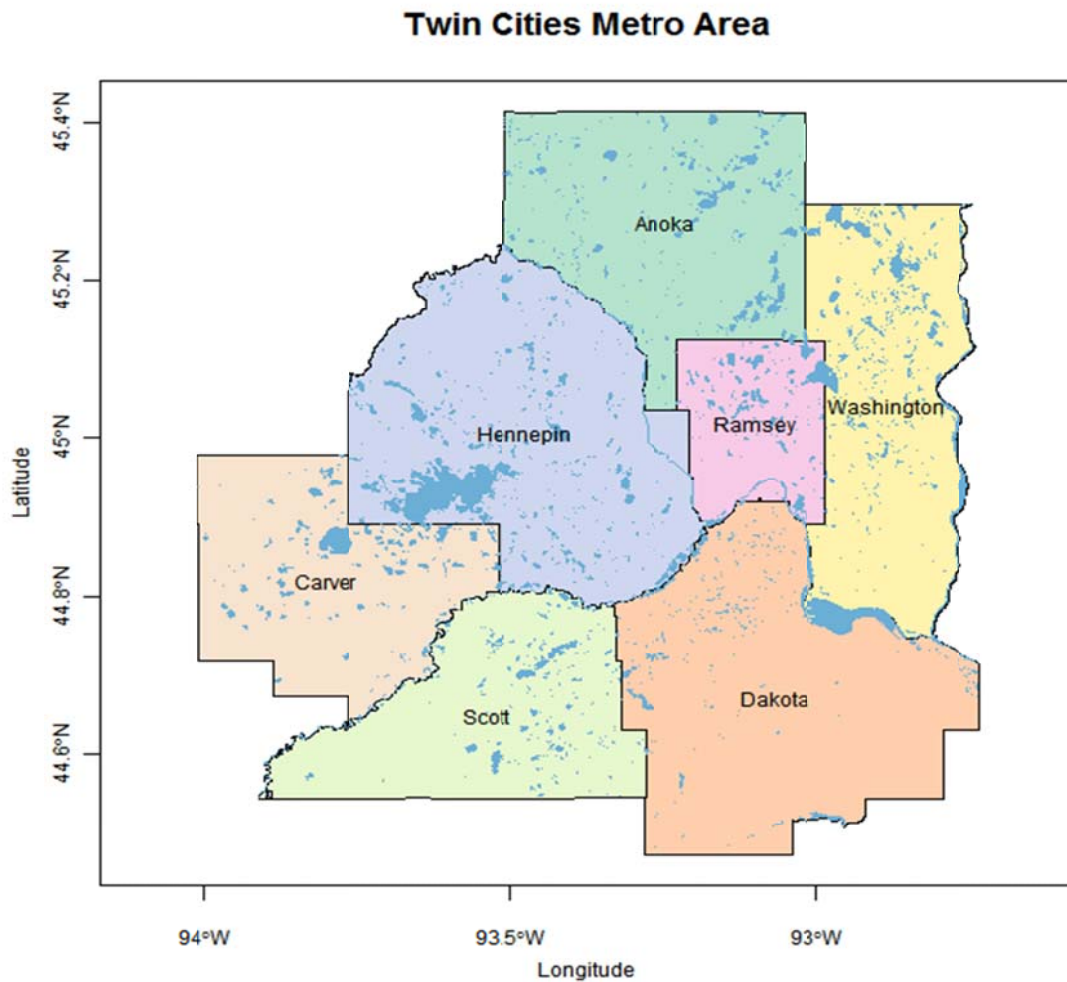 Twin Cities Metro Area
45.4°N
45.2°N
45°N
44.8°N
44.6°N
Latitude
Anoka
Washington
Ramsey
Hennepin
Carver
Dakota
Scott
94°W
93.5°W
93°W
Longitude